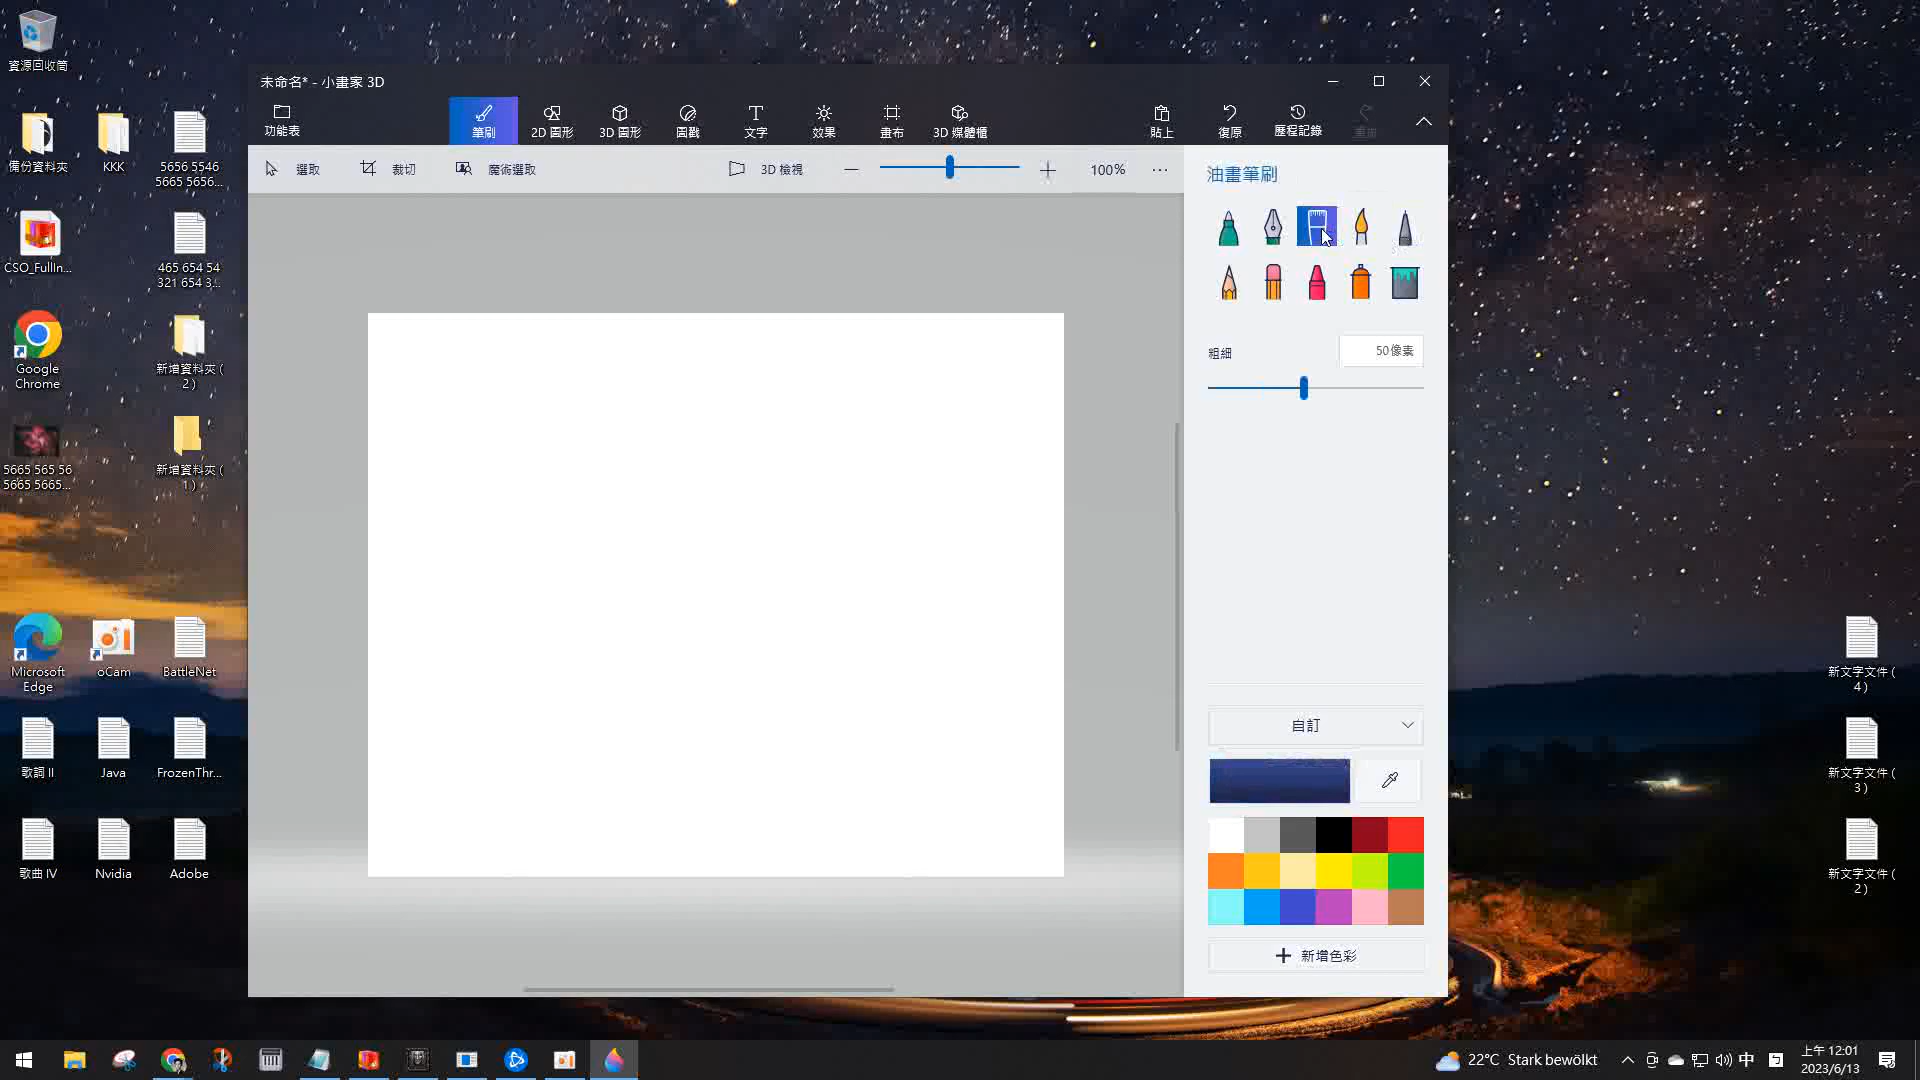 資源回收筒
備份資料夾
KKK
5656 5546
5665 5656...
CSO_FullIn...
465 654 54
321 654 3...
Google
Chrome
新增資料夾 (
2 )
5665 565 56
5665 5665...
新增資料夾 (
1 )
Microsoft
Edge
oCam
BattleNet
歌詞 II
Java
FrozenThr...
歌曲 IV
Nvidia
Adobe
未命名* - 小畫家 3D
功能表
筆刷
2D 圖形
3D 圖形
圖戳
文字
效果
畫布
3D 媒體櫃
貼上
復原
歷程記錄
重做
選取
裁切
魔術選取
3D 檢視
100%
油畫筆刷
粗細
50像素
自訂
新增色彩
新文字文件 (
4 )
新文字文件 (
3 )
新文字文件 (
2 )
22°C Stark bewölkt
中
上午 12:01
2023/6/13